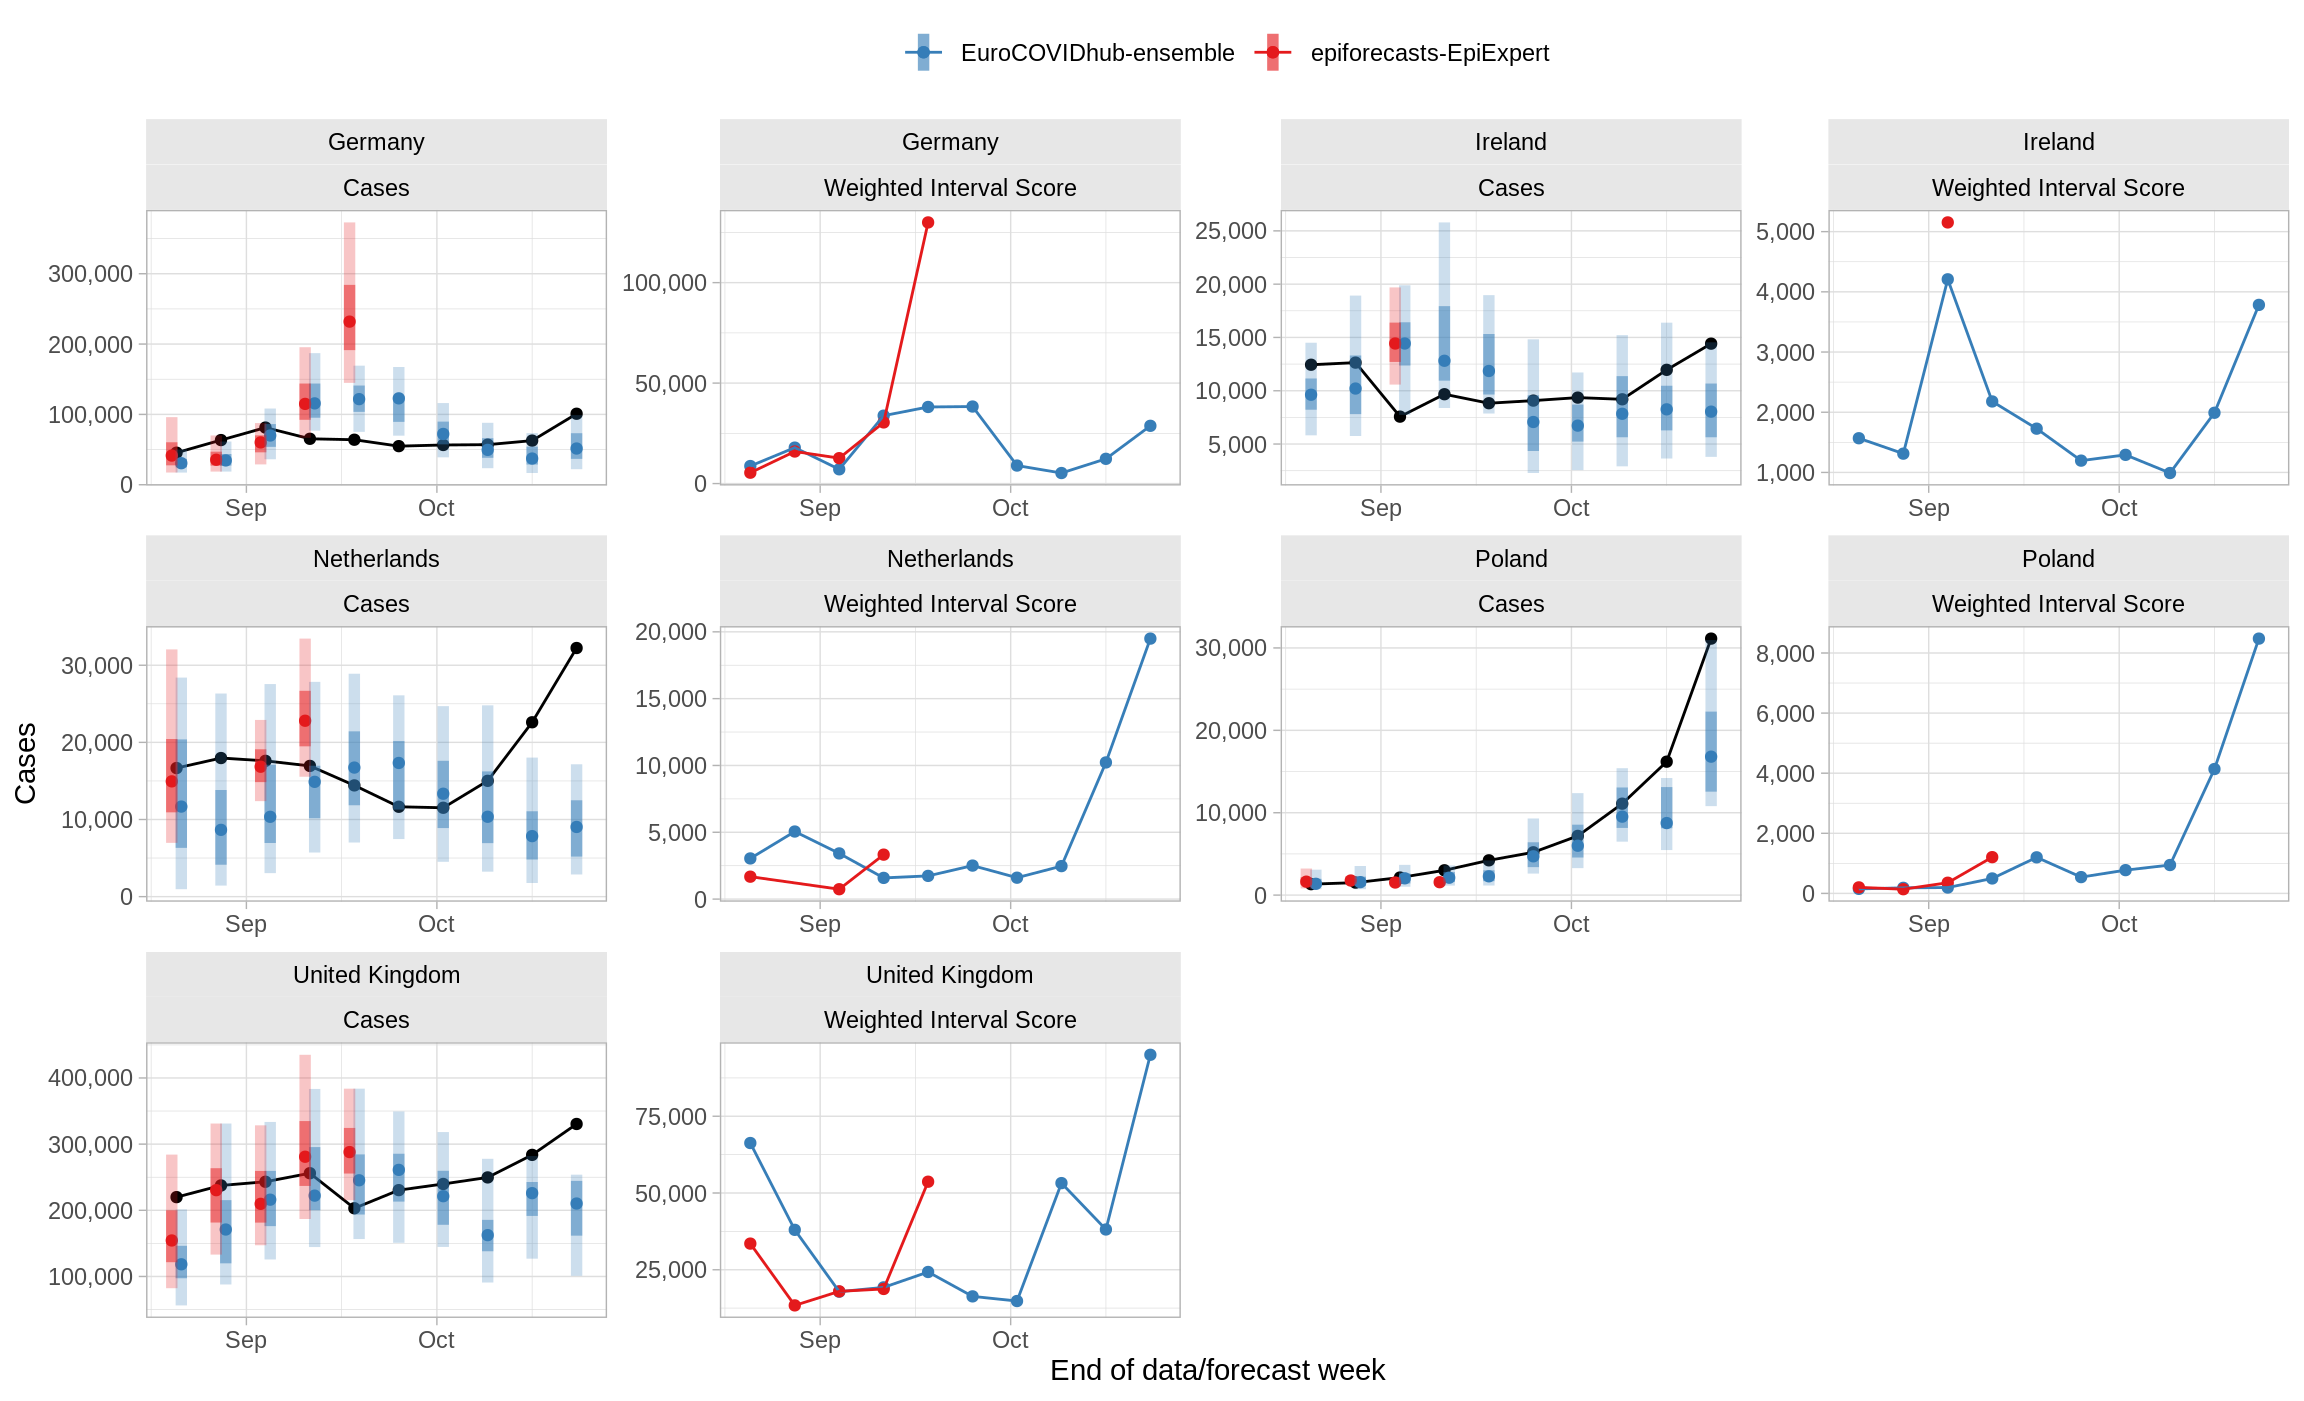 EuroCOVIDhub-ensemble epiforecasts-EpiExpert
Germany Germany Ireland Ireland
Cases Weighted Interval Score Cases Weighted Interval Score
300,000
200,000
100,000
0
Sep Oct
100,000
50,000
0
Sep Oct
25,000
20,000
15,000
10,000
5,000
Sep Oct
5,000
4,000
3,000
2,000
1,000
Sep Oct
Netherlands Netherlands Poland Poland
Cases Weighted Interval Score Cases Weighted Interval Score
30,000
20,000
10,000
0
Sep Oct
20,000
15,000
10,000
5,000
0
Sep Oct
30,000
20,000
10,000
0
Sep Oct
8,000
6,000
4,000
2,000
0
Sep Oct
United Kingdom United Kingdom
Cases Weighted Interval Score
400,000
300,000
200,000
100,000
Sep Oct
75,000
50,000
25,000
Sep Oct
Cases
End of data/forecast week